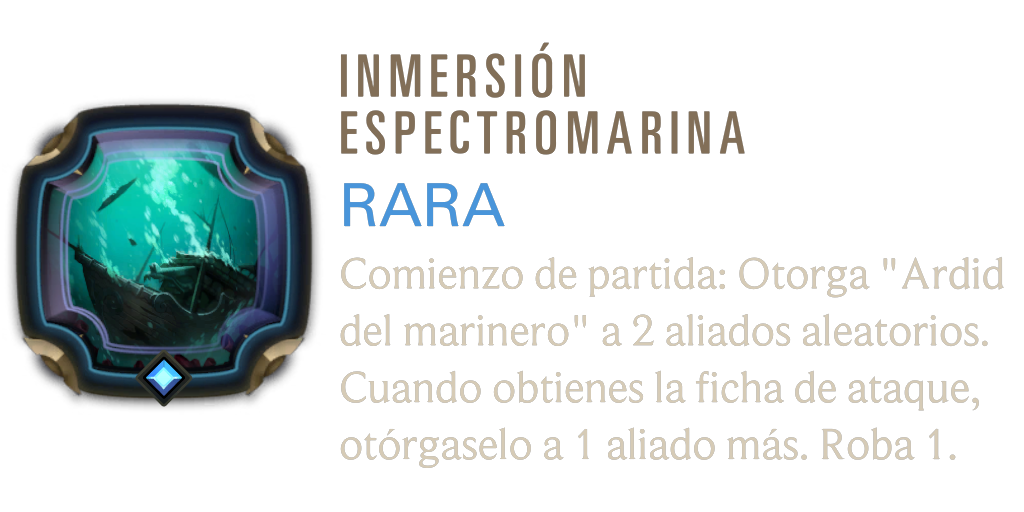 INMERSIÓN
ESPECTROMARINA
RARA
Comienzo de partida: Otorga "Ardid
del marinero" a 2 aliados aleatorios.
Cuando obtienes la ficha de ataque,
otórgaselo a 1 aliado más. Roba 1.